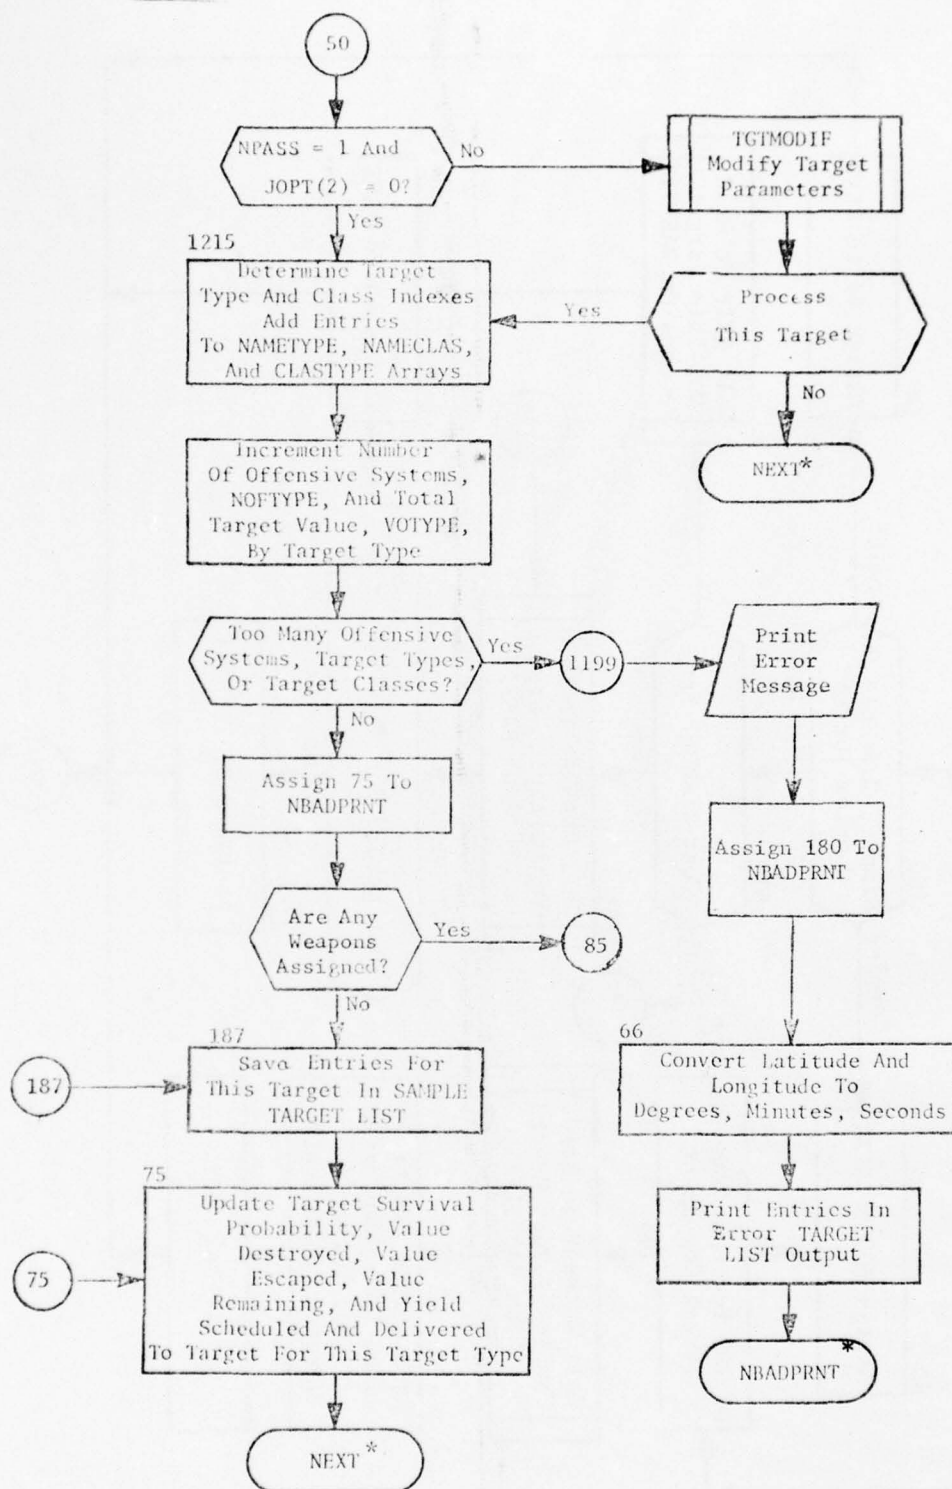 50
NPASS = 1 And
JOPT(2) = 0?
No
Yes
TGTMODIF
Modify Target
Parameters
1215
Determine Target
Type And Class Indexes
Add Entries
To NAMETYPE, NAMECLAS,
And CLASTYPE Arrays
Yes
Process
This Target
No
NEXT*
Increment Number
Of Offensive Systems,
NOFTYPE, And Total
Target Value, VOTYPE,
By Target Type
Too Many Offensive
Systems, Target Types,
Or Target Classes?
Yes
1199
Print
Error
Message
No
Assign 75 To
NBADPRNT
Assign 180 To
NBADPRNT
Are Any
Weapons
Assigned?
Yes
85
No
187
187
Save Entries For
This Target In SAMPLE
TARGET LIST
66
Convert Latitude And
Longitude To
Degrees, Minutes, Seconds
75
75
Update Target Survival
Probability, Value
Destroyed, Value
Escaped, Value
Remaining, And Yield
Scheduled And Delivered
To Target For This Target Type
Print Entries In
Error TARGET
LIST Output
NBADPRNT*
NEXT*